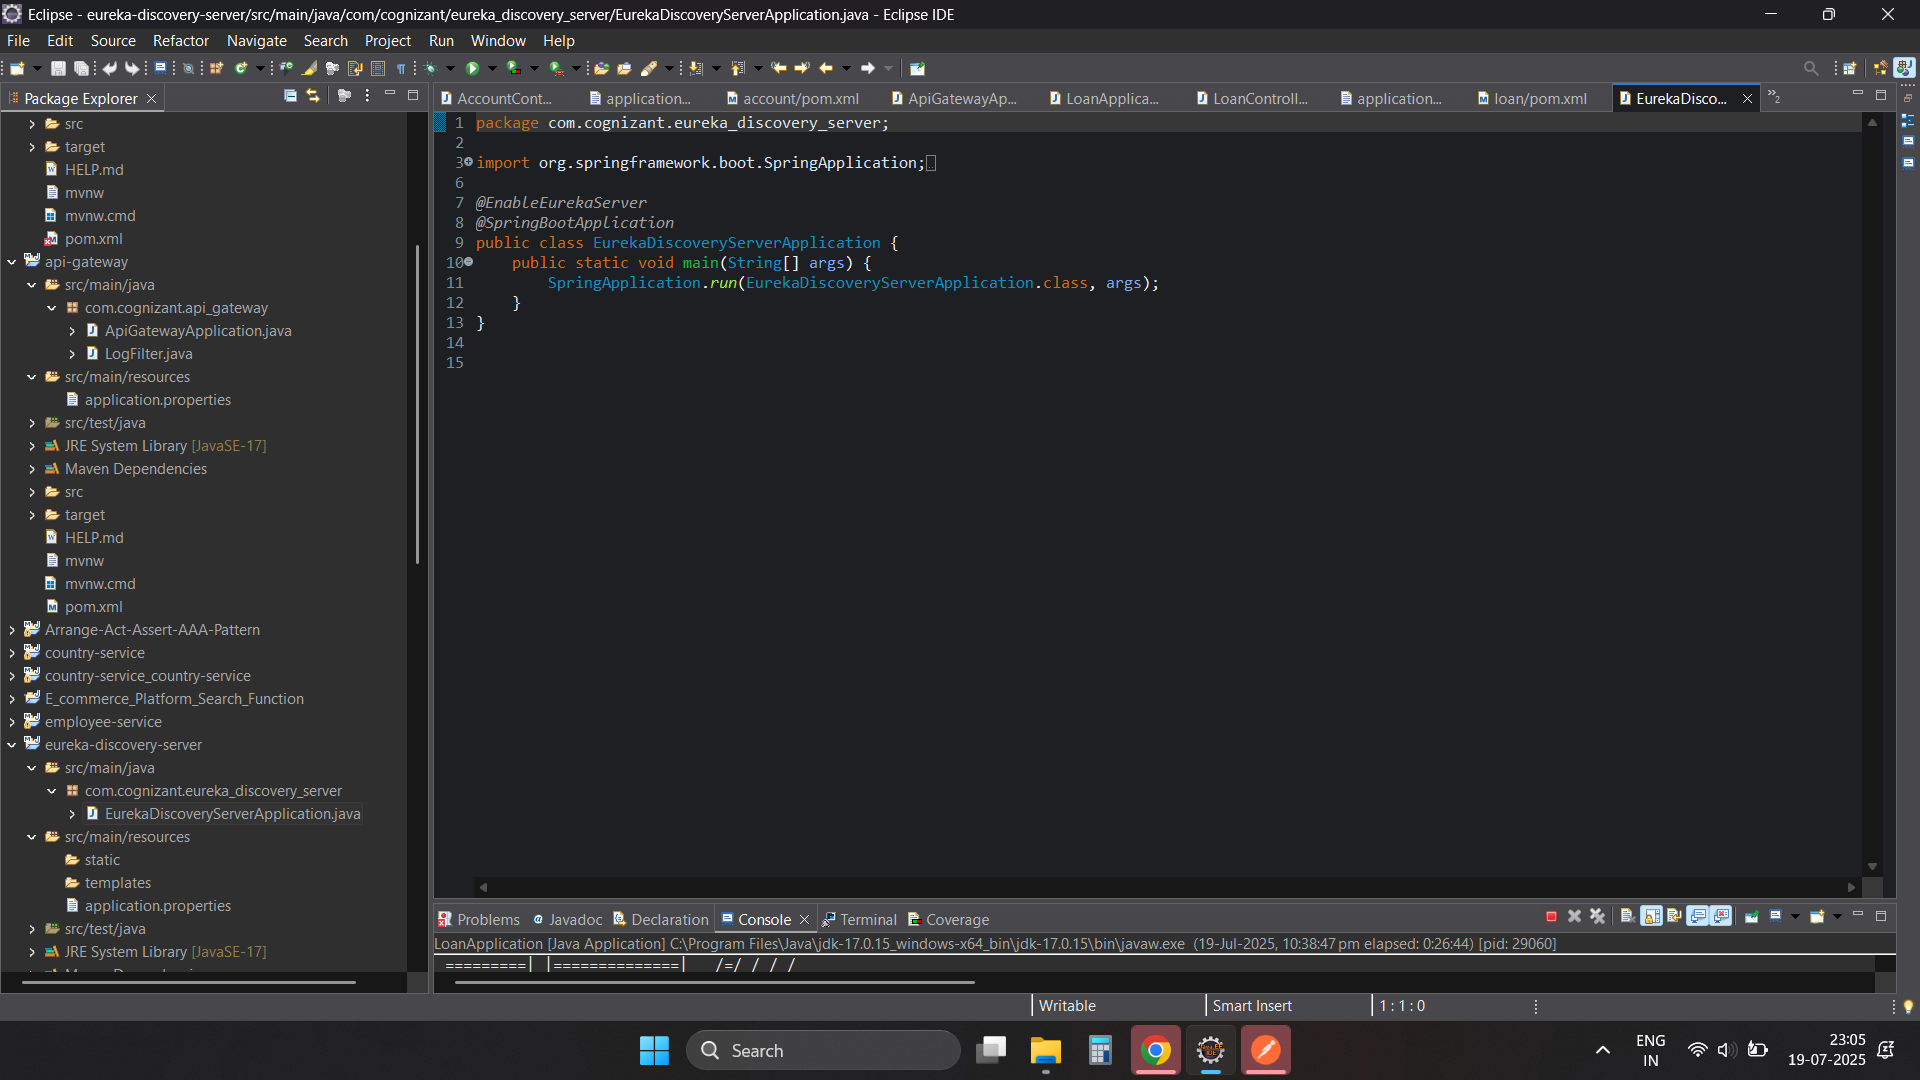 Eclipse - eureka-discovery-server/src/main/java/com/cognizant/eureka_discovery_server/EurekaDiscoveryServerApplication.java - Eclipse IDE
File Edit Source Refactor Navigate Search Project Run Window Help
Package Explorer
AccountCont... application... account/pom.xml ApiGatewayAp... LoanApplica... LoanControll... application... loan/pom.xml EurekaDisco... 2
src
target
HELP.md
mvnw
mvnw.cmd
pom.xml
api-gateway
src/main/java
com.cognizant.api_gateway
ApiGatewayApplication.java
LogFilter.java
src/main/resources
application.properties
src/test/java
JRE System Library [JavaSE-17]
Maven Dependencies
src
target
HELP.md
mvnw
mvnw.cmd
pom.xml
Arrange-Act-Assert-AAA-Pattern
country-service
country-service_country-service
E_commerce_Platform_Search_Function
employee-service
eureka-discovery-server
src/main/java
com.cognizant.eureka_discovery_server
EurekaDiscoveryServerApplication.java
src/main/resources
static
templates
application.properties
src/test/java
JRE System Library [JavaSE-17]
1 package com.cognizant.eureka_discovery_server;
2
3 import org.springframework.boot.SpringApplication;
6
7 @EnableEurekaServer
8 @SpringBootApplication
9 public class EurekaDiscoveryServerApplication {
10 public static void main(String[] args) {
11 SpringApplication.run(EurekaDiscoveryServerApplication.class, args);
12 }
13 }
14
15
Problems Javadoc Declaration Console Terminal Coverage
LoanApplication [Java Application] C:\Program Files\Java\jdk-17.0.15_windows-x64_bin\jdk-17.0.15\bin\javaw.exe (19-Jul-2025, 10:38:47 pm elapsed: 0:26:44) [pid: 29060]
=========| |==============| /=/ / / /
Writable Smart Insert 1 : 1 : 0
Search
ENG
IN
23:05
19-07-2025